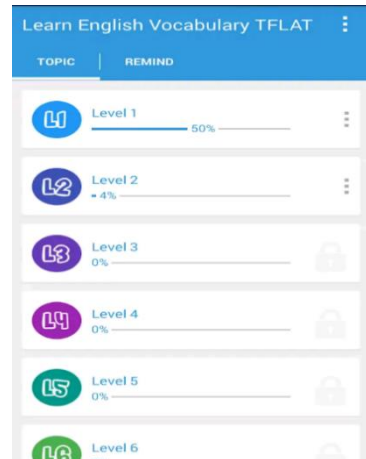 Learn English Vocabulary TFLAT
TOPIC REMIND
L1 Level 1
50%
L2 Level 2
4%
L3 Level 3
0%
L4 Level 4
0%
L5 Level 5
0%
L6 Level 6